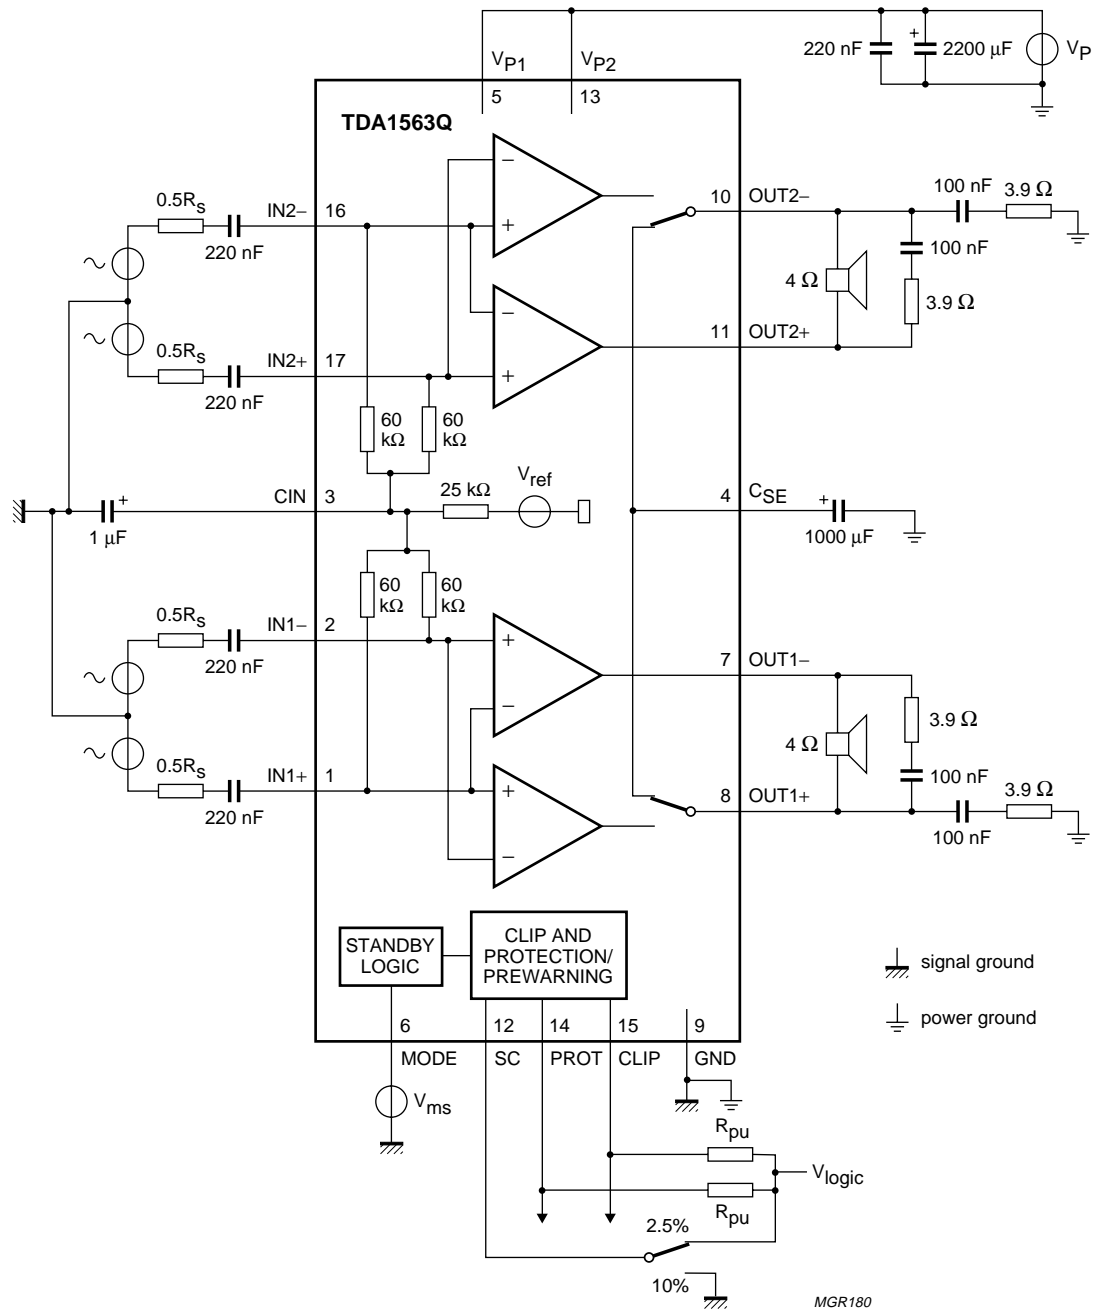 220 nF + 2200 μF VP
VP1 VP2
5 13
TDA1563Q
0.5Rs IN2− 16 − 10 OUT2− 100 nF 3.9 Ω
220 nF +
100 nF
4 Ω
− 3.9 Ω
0.5Rs IN2+ 17 11 OUT2+
+
220 nF
60 kΩ 60 kΩ
Vref
CIN 3 25 kΩ 4 CSE
+ +
1 μF 1000 μF
60 kΩ 60 kΩ
0.5Rs IN1− 2 +
220 nF 7 OUT1−
−
3.9 Ω
4 Ω
0.5Rs IN1+ 1 + 100 nF
8 OUT1+ 3.9 Ω
220 nF
100 nF
−
STANDBY LOGIC
CLIP AND PROTECTION/ PREWARNING
signal ground
power ground
6 12 14 15 9
MODE SC PROT CLIP GND
Vms
Rpu
Vlogic
Rpu
2.5%
10%
MGR180